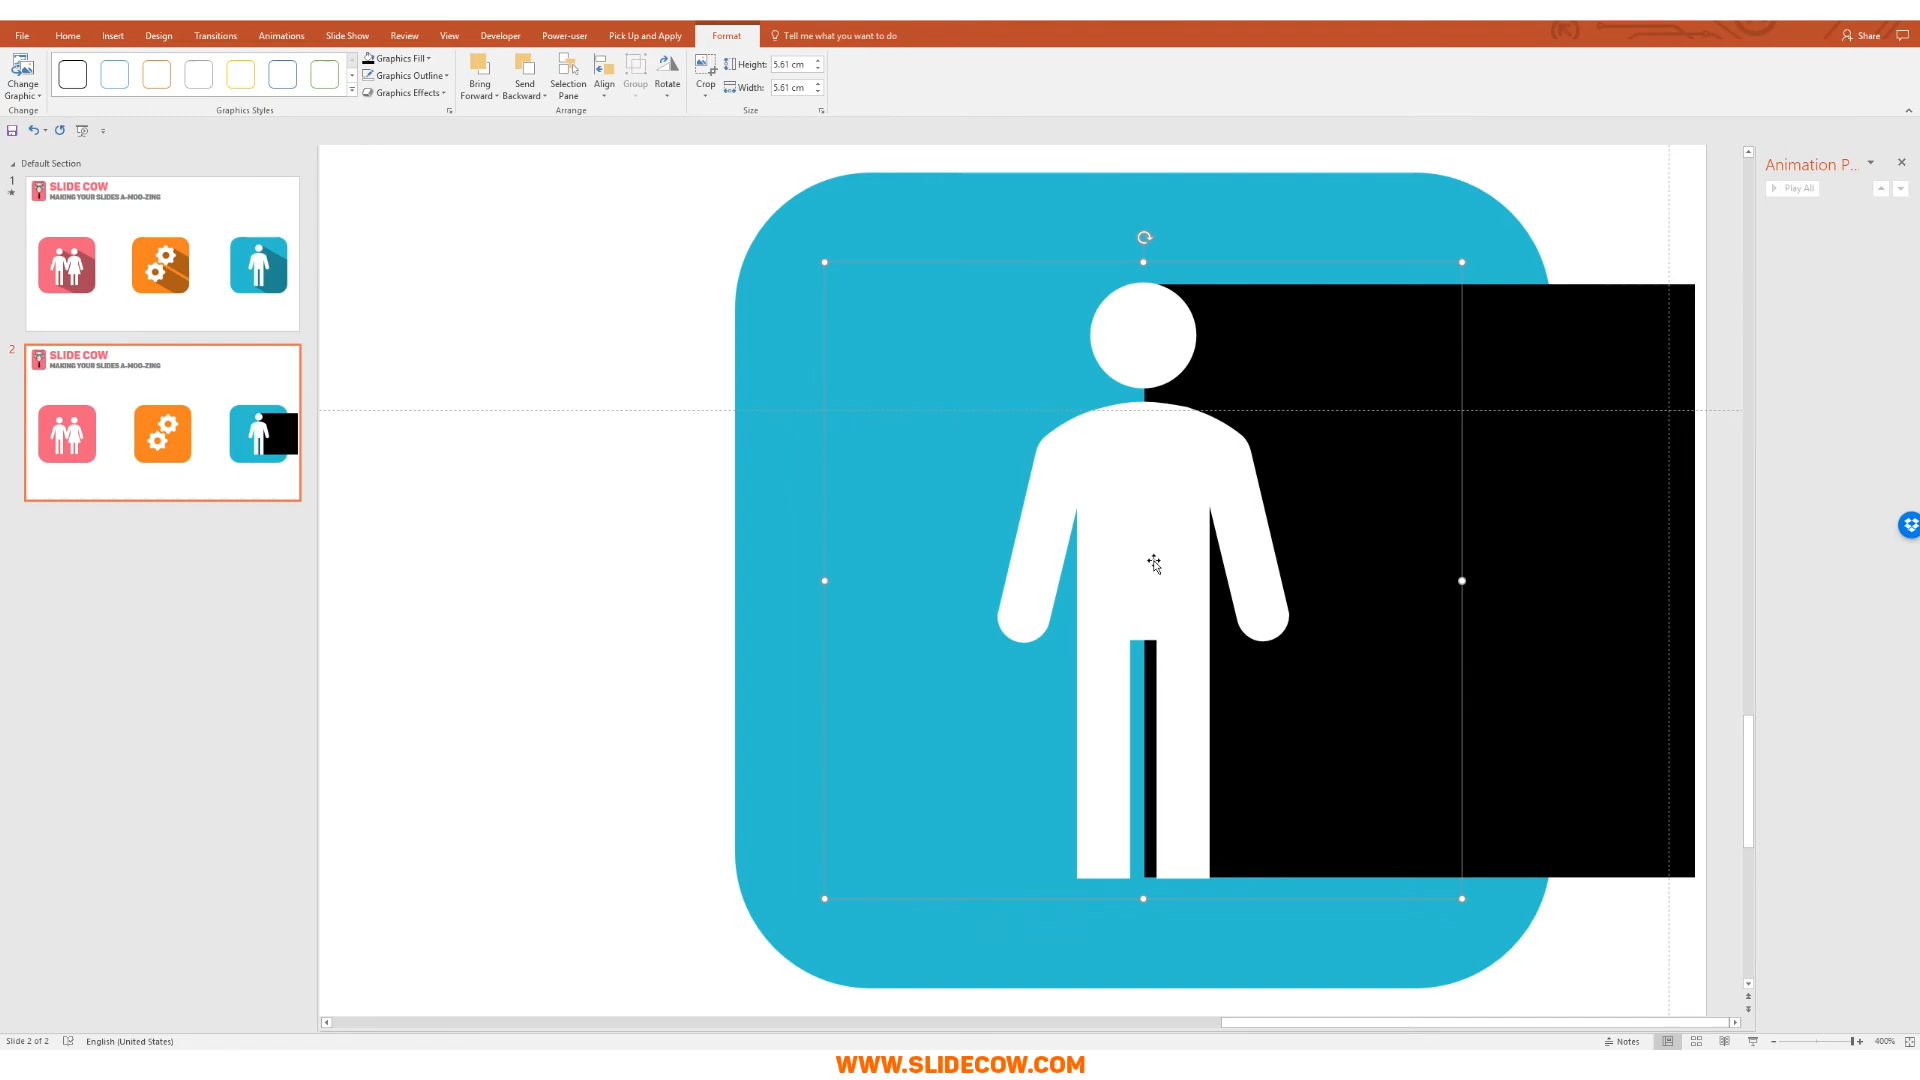 File Home Insert Design Transitions Animations Slide Show Review View Developer Power-user Pick Up and Apply Format Tell me what you want to do Share
Change Graphic
Graphics Fill
Graphics Outline
Graphics Effects
Bring Forward
Send Backward
Selection Pane
Align
Group
Rotate
Crop
Height: 5.61 cm
Width: 5.61 cm
Change Graphics Styles Arrange Size
Default Section
1
SLIDE COW
MAKING YOUR SLIDES A-MOO-ZING
2
SLIDE COW
MAKING YOUR SLIDES A-MOO-ZING
Animation P...
Play All
Slide 2 of 2 English (United States) Notes 400%
WWW.SLIDECOW.COM